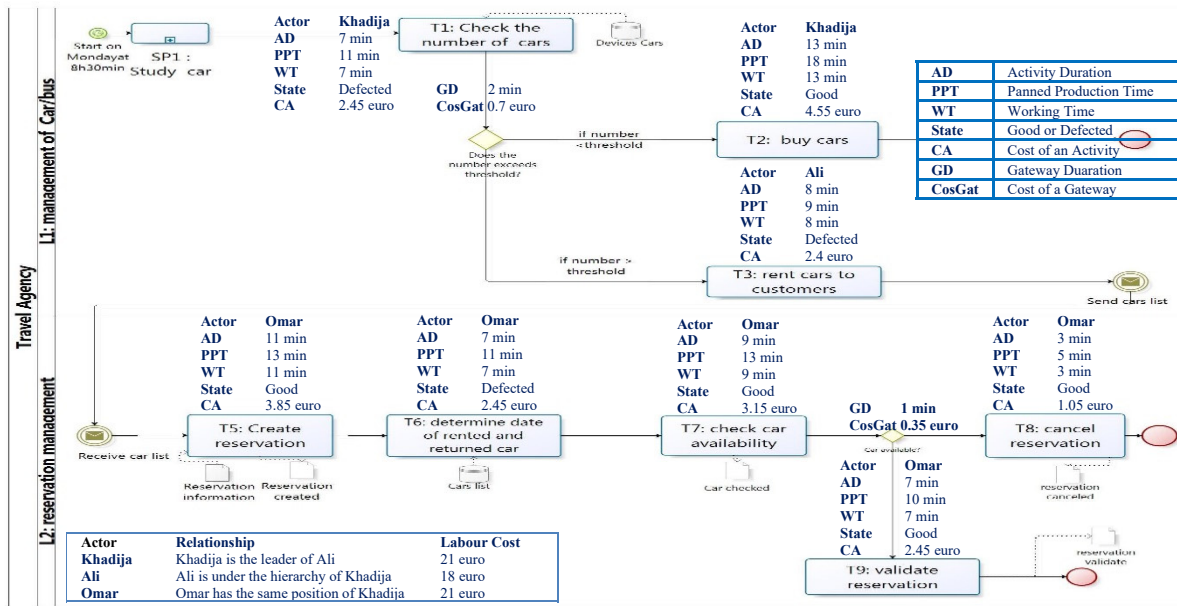 Travel Agency
L1: management of Car/bus
Start on
Mondayat
8h30min
SP1 :
Study car
Actor Khadija
AD 7 min
PPT 11 min
WT 7 min
State Defected
CA 2.45 euro
T1: Check the
number of cars
Devices Cars
GD 2 min
CosGat 0.7 euro
Does the
number exceeds
threshold?
if number
<threshold
Actor Khadija
AD 13 min
PPT 18 min
WT 13 min
State Good
CA 4.55 euro
T2: buy cars
AD Activity Duration
PPT Panned Production Time
WT Working Time
State Good or Defected
CA Cost of an Activity
GD Gateway Duaration
CosGat Cost of a Gateway
Actor Ali
AD 8 min
PPT 9 min
WT 8 min
State Defected
CA 2.4 euro
if number >
threshold
T3: rent cars to
customers
Send cars list
L2: reservation management
Receive car list
Actor Omar
AD 11 min
PPT 13 min
WT 11 min
State Good
CA 3.85 euro
T5: Create
reservation
Reservation
information
Reservation
created
Actor Omar
AD 7 min
PPT 11 min
WT 7 min
State Defected
CA 2.45 euro
T6: determine date
of rented and
returned car
Cars list
Actor Omar
AD 9 min
PPT 13 min
WT 9 min
State Good
CA 3.15 euro
T7: check car
availability
Car checked
GD 1 min
CosGat 0.35 euro
Car available?
Actor Omar
AD 3 min
PPT 5 min
WT 3 min
State Good
CA 1.05 euro
T8: cancel
reservation
reservation
canceled
Actor Omar
AD 7 min
PPT 10 min
WT 7 min
State Good
CA 2.45 euro
T9: validate
reservation
reservation
validate
Actor Relationship Labour Cost
Khadija Khadija is the leader of Ali 21 euro
Ali Ali is under the hierarchy of Khadija 18 euro
Omar Omar has the same position of Khadija 21 euro